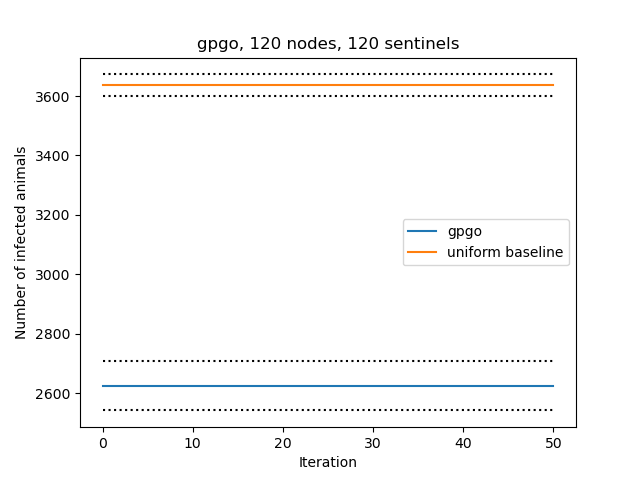 gpgo, 120 nodes, 120 sentinels
Number of infected animals
3600
3400
3200
3000
2800
2600
gpgo
uniform baseline
0 10 20 30 40 50
Iteration